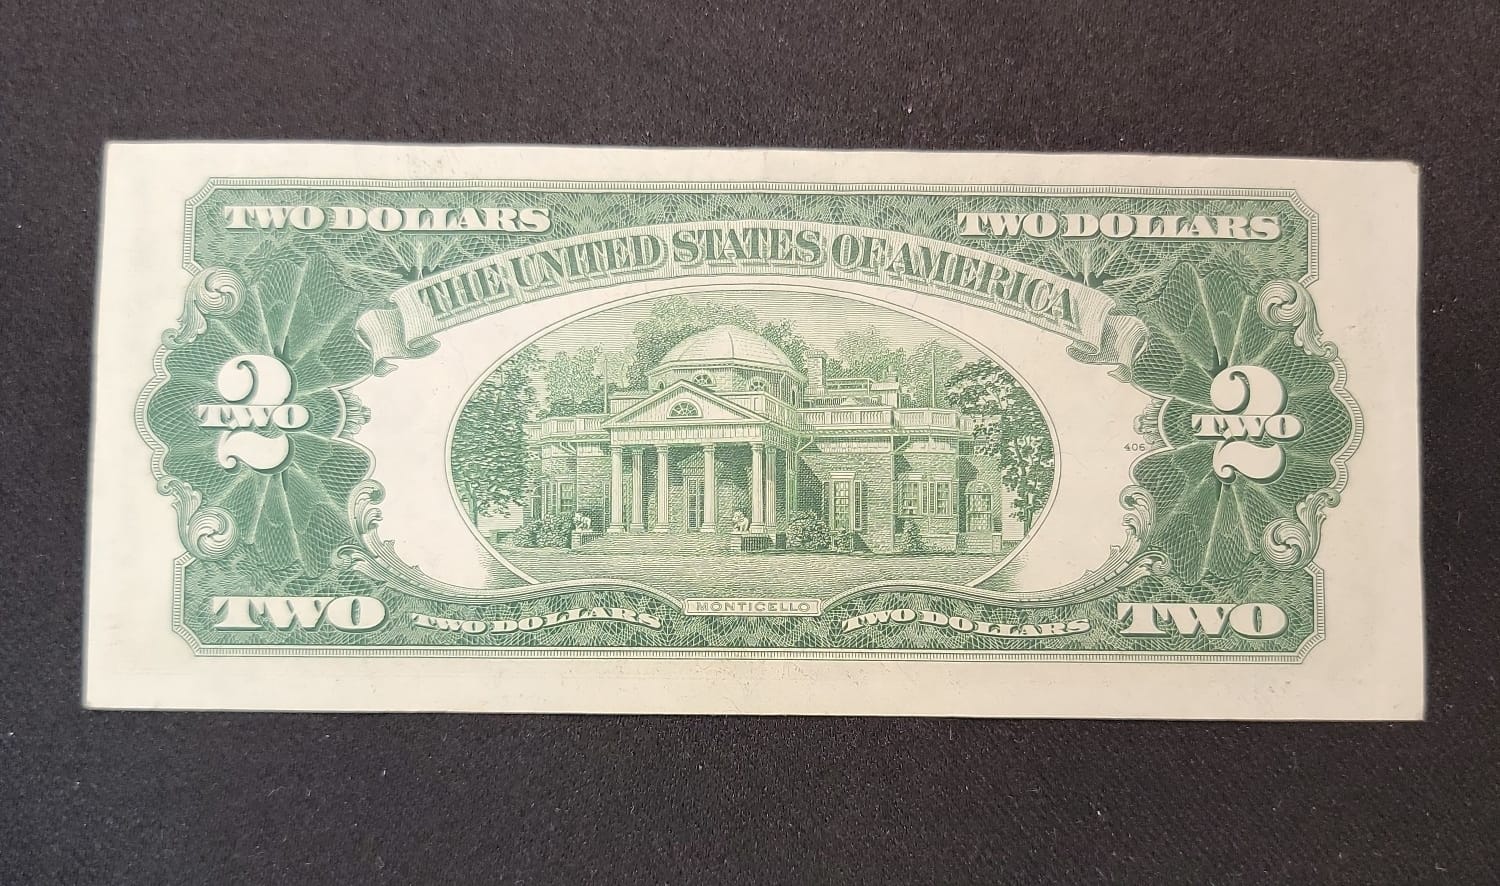 TWO DOLLARS TWO DOLLARS
THE UNITED STATES OF AMERICA
2 2
TWO TWO
406
TWO TWO DOLLARS MONTICELLO TWO DOLLARS TWO